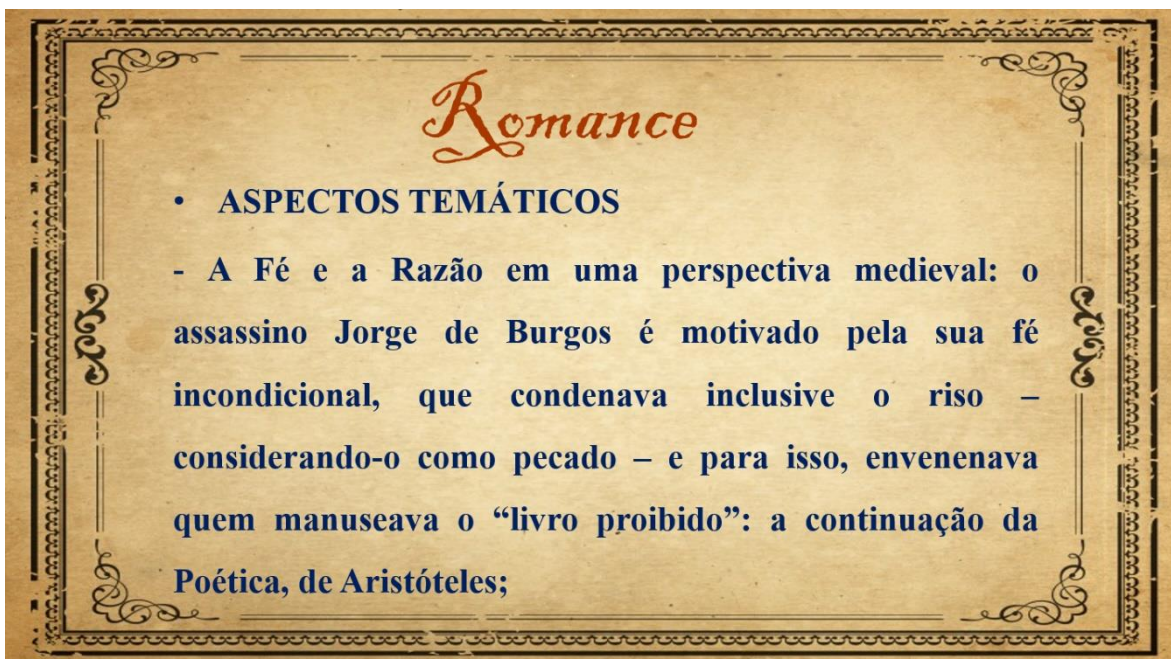 Romance
• ASPECTOS TEMÁTICOS
- A Fé e a Razão em uma perspectiva medieval: o
assassino Jorge de Burgos é motivado pela sua fé
incondicional, que condenava inclusive o riso –
considerando-o como pecado – e para isso, envenenava
quem manuseava o “livro proibido”: a continuação da
Poética, de Aristóteles;